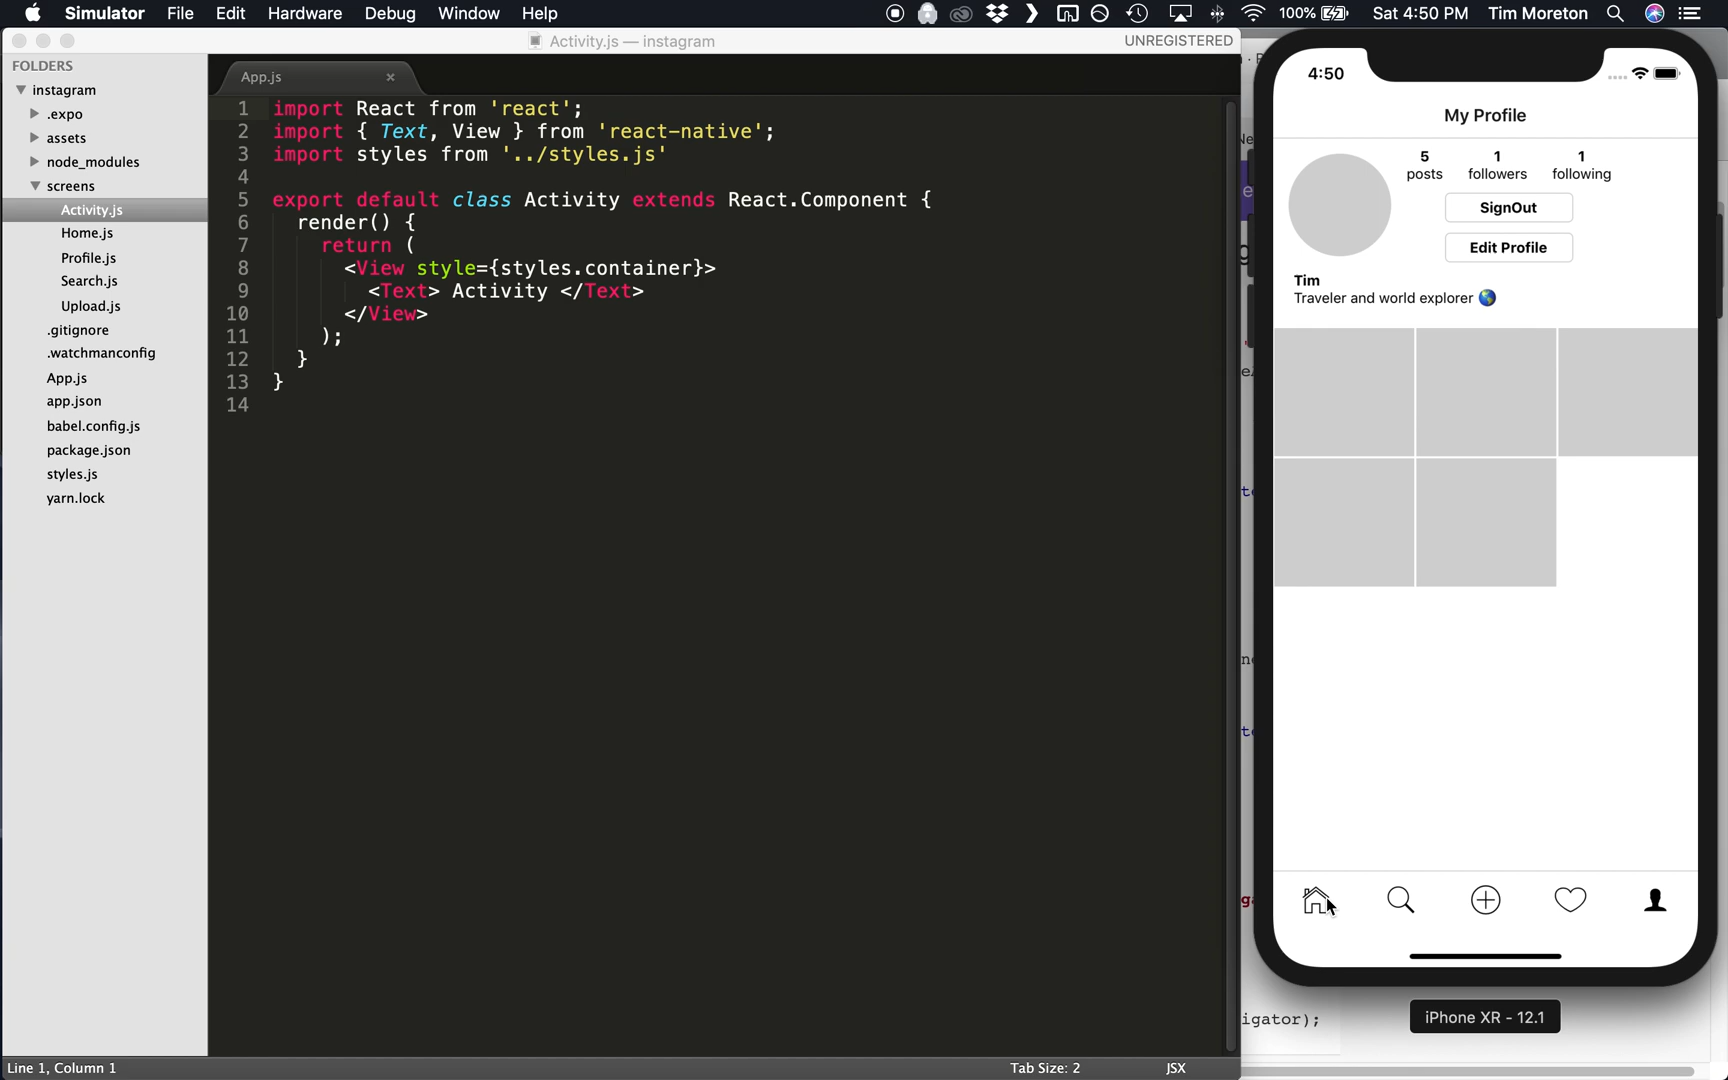 Simulator File Edit Hardware Debug Window Help 100% Sat 4:50 PM Tim Moreton
Activity.js — instagram UNREGISTERED
FOLDERS
instagram
.expo
assets
node_modules
screens
Activity.js
Home.js
Profile.js
Search.js
Upload.js
.gitignore
.watchmanconfig
App.js
app.json
babel.config.js
package.json
styles.js
yarn.lock
App.js
1 import React from 'react';
2 import { Text, View } from 'react-native';
3 import styles from '../styles.js'
4
5 export default class Activity extends React.Component {
6 render() {
7 return (
8 <View style={styles.container}>
9 <Text> Activity </Text>
10 </View>
11 );
12 }
13 }
14
Line 1, Column 1 Tab Size: 2 JSX
4:50
My Profile
5 1 1
posts followers following
SignOut
Edit Profile
Tim
Traveler and world explorer 🌎
igator);
iPhone XR - 12.1